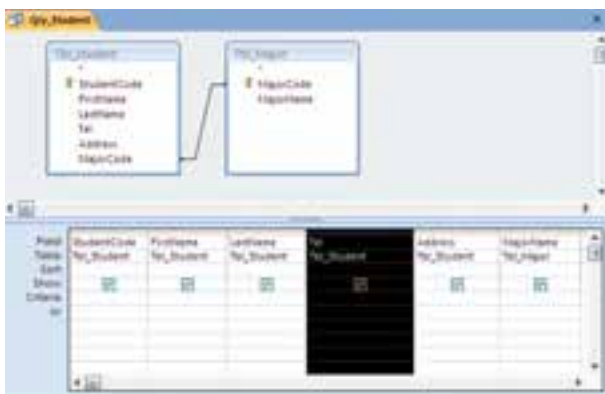 Qry_Student
Tbl_Student
*
StudentCode
FirstName
LastName
Tel
Address
MajorCode
Tbl_Major
*
MajorCode
MajorName
Field: StudentCode FirstName LastName Tel Address MajorName
Table: Tbl_Student Tbl_Student Tbl_Student Tbl_Student Tbl_Student Tbl_Major
Sort:
Show:
Criteria:
or: